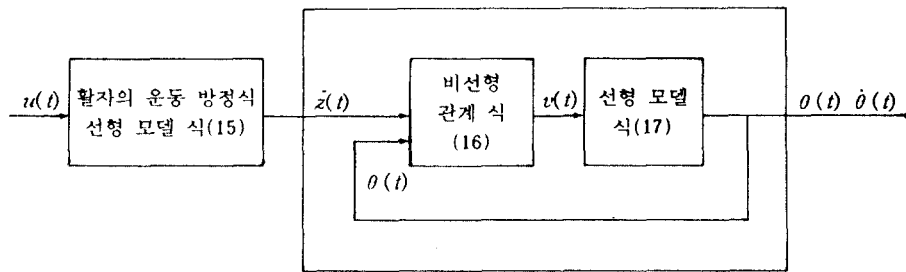 u(t)
활자의 운동 방정식
선형 모델 식(15)
ż(t)
비선형
관계 식
(16)
v(t)
선형 모델
식(17)
θ(t) θ̇(t)
θ(t)